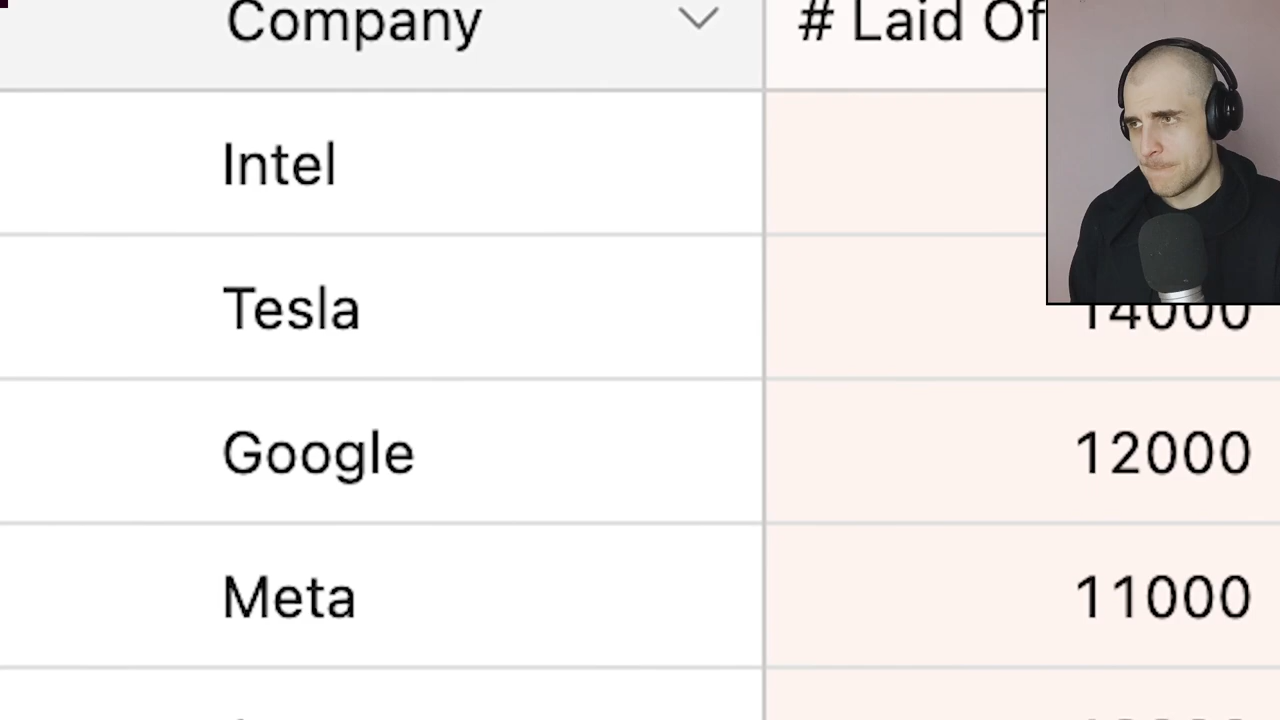 Company # Laid Of
Intel
Tesla 14000
Google 12000
Meta 11000